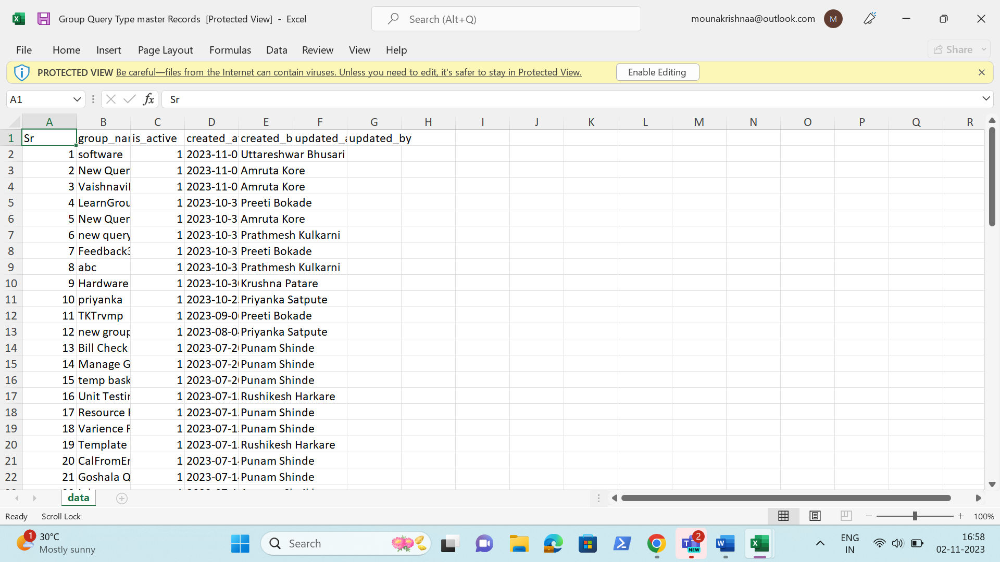 Group Query Type master Records [Protected View] - Excel
Search (Alt+Q)
mounakrishnaa@outlook.com
M
File Home Insert Page Layout Formulas Data Review View Help
Share
PROTECTED VIEW Be careful—files from the Internet can contain viruses. Unless you need to edit, it's safer to stay in Protected View.
Enable Editing
A1
fx
Sr
A B C D E F G H I J K L M N O P Q R
1 Sr group_nar is_active created_a created_b updated_a updated_by
2 1 software 1 2023-11-0 Uttareshwar Bhusari
3 2 New Quer 1 2023-11-0 Amruta Kore
4 3 Vaishnavi 1 2023-11-0 Amruta Kore
5 4 LearnGrou 1 2023-10-3 Preeti Bokade
6 5 New Quer 1 2023-10-3 Amruta Kore
7 6 new query 1 2023-10-3 Prathmesh Kulkarni
8 7 Feedback3 1 2023-10-3 Preeti Bokade
9 8 abc 1 2023-10-3 Prathmesh Kulkarni
10 9 Hardware 1 2023-10-30 Krushna Patare
11 10 priyanka 1 2023-10-2 Priyanka Satpute
12 11 TKTrvmp 1 2023-09-0 Preeti Bokade
13 12 new group 1 2023-08-04 Priyanka Satpute
14 13 Bill Check 1 2023-07-20 Punam Shinde
15 14 Manage G 1 2023-07-20 Punam Shinde
16 15 temp bask 1 2023-07-20 Punam Shinde
17 16 Unit Testin 1 2023-07-1 Rushikesh Harkare
18 17 Resource 1 2023-07-1 Punam Shinde
19 18 Varience R 1 2023-07-1 Punam Shinde
20 19 Template 1 2023-07-1 Rushikesh Harkare
21 20 CalFromEr 1 2023-07-14 Punam Shinde
22 21 Goshala Q 1 2023-07-14 Punam Shinde
data
Ready Scroll Lock
100%
1
30°C
Mostly sunny
Search
2
NEW
ENG
IN
16:58
02-11-2023